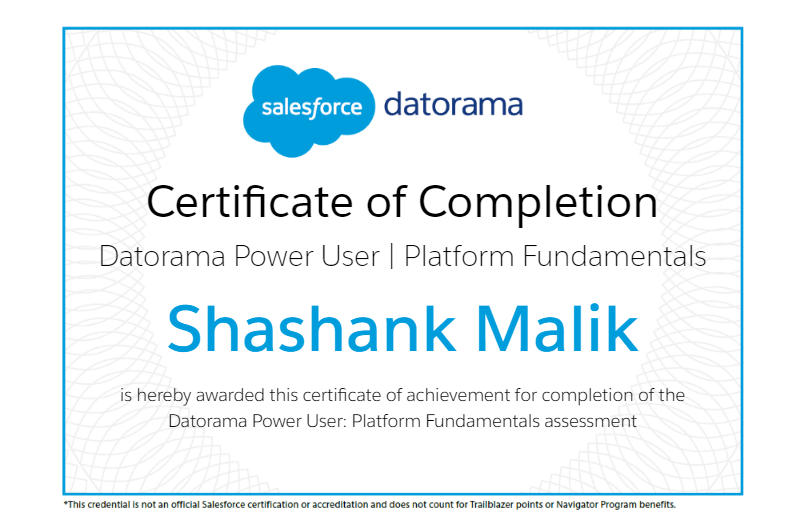 salesforce datorama
Certificate of Completion
Datorama Power User | Platform Fundamentals
Shashank Malik
is hereby awarded this certificate of achievement for completion of the
Datorama Power User: Platform Fundamentals assessment
*This credential is not an official Salesforce certification or accreditation and does not count for Trailblazer points or Navigator Program benefits.